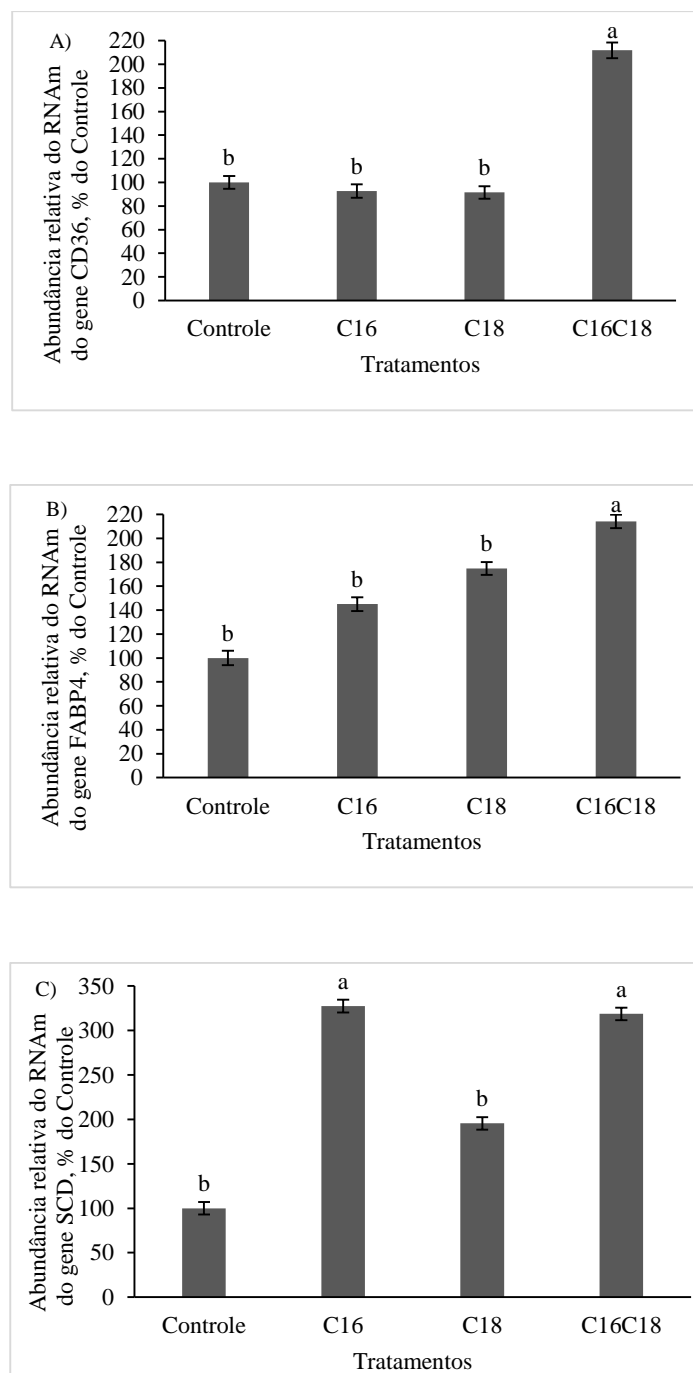 A)
Abundância relativa do RNAm
do gene CD36, % do Controle
220
200
180
160
140
120
100
80
60
40
20
0
b
b
b
a
Controle
C16
C18
C16C18
Tratamentos
B)
Abundância relativa do RNAm
do gene FABP4, % do Controle
220
200
180
160
140
120
100
80
60
40
20
0
b
b
b
a
Controle
C16
C18
C16C18
Tratamentos
C)
Abundância relativa do RNAm
do gene SCD, % do Controle
350
300
250
200
150
100
50
0
b
a
b
a
Controle
C16
C18
C16C18
Tratamentos